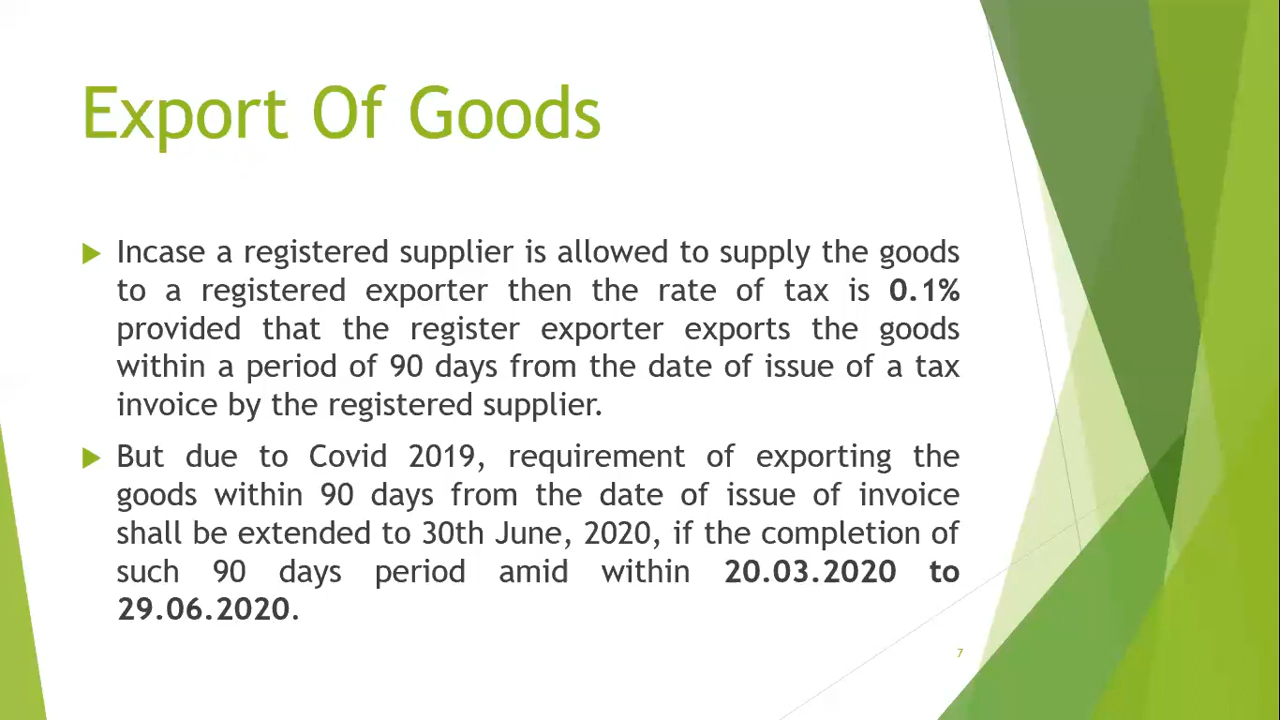 Export Of Goods
Incase a registered supplier is allowed to supply the goods
to a registered exporter then the rate of tax is 0.1%
provided that the register exporter exports the goods
within a period of 90 days from the date of issue of a tax
invoice by the registered supplier.
But due to Covid 2019, requirement of exporting the
goods within 90 days from the date of issue of invoice
shall be extended to 30th June, 2020, if the completion of
such 90 days period amid within 20.03.2020 to
29.06.2020.
7